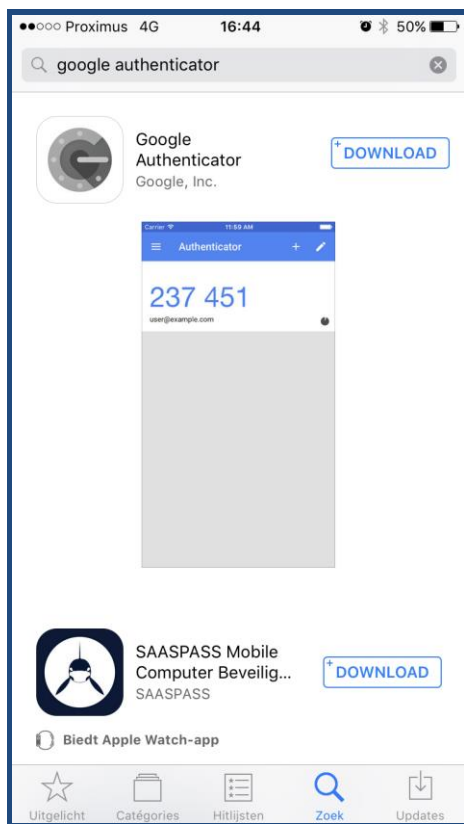 Proximus 4G 16:44 50%
google authenticator
Google
Authenticator
Google, Inc.
+DOWNLOAD
Carrier 11:59 AM
Authenticator
237 451
user@example.com
SAASPASS Mobile
Computer Beveilig...
SAASPASS
+DOWNLOAD
Biedt Apple Watch-app
Uitgelicht Catégories Hitlijsten Zoek Updates